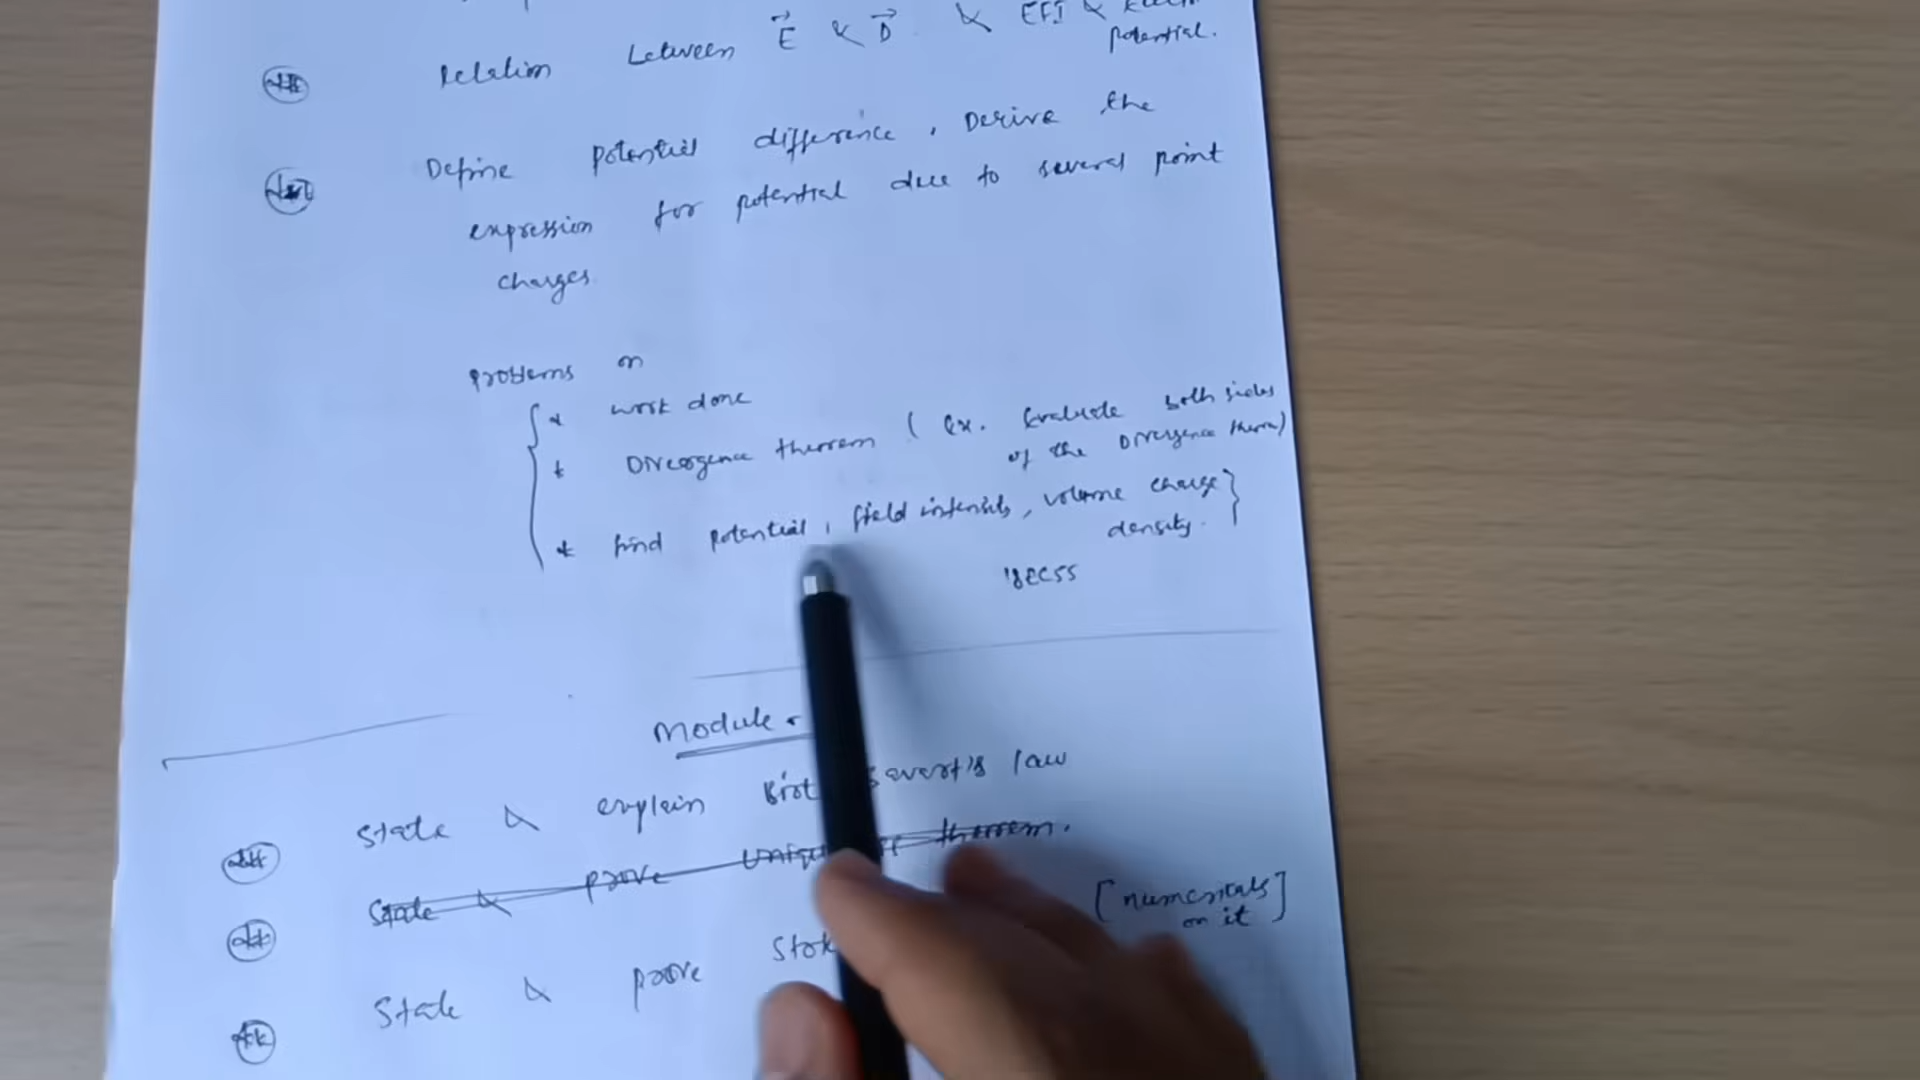 Relation between E & D & EFI &
potential.
Define potential difference, Derive the
expression for potential due to several point
charges.
problems on
* work done
* Divergence theorem ( ex. Evaluate both sides
of the Divergence therm)
* find potential, field intensity, volume charge
density.
18EC55
Module
State & explain Biot Savart's law
State & prove theorem.
[numericals
on it]
State & prove Stok